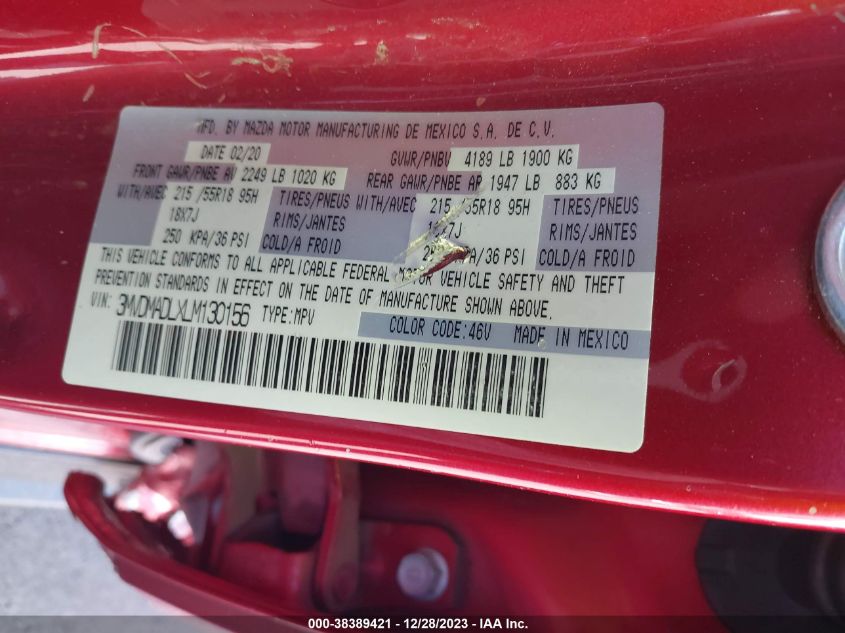 MFD. BY MAZDA MOTOR MANUFACTURING DE MEXICO S.A. DE C.V.
DATE 02/20 GVWR/PNBV 4189 LB 1900 KG
FRONT GAWR/PNBE AV 2249 LB 1020 KG REAR GAWR/PNBE AR 1947 LB 883 KG
WITH/AVEC 215 /55R18 95H TIRES/PNEUS WITH/AVEC 215 /55R18 95H TIRES/PNEUS
18X7J RIMS/JANTES RIMS/JANTES
250 KPA/36 PSI COLD/A FROID KPA/36 PSI COLD/A FROID
THIS VEHICLE CONFORMS TO ALL APPLICABLE FEDERAL MOTOR VEHICLE SAFETY AND THEFT
PREVENTION STANDARDS IN EFFECT ON THE DATE OF MANUFACTURE SHOWN ABOVE.
VIN: 3MVDMADLXLM130156 TYPE:MPV
COLOR CODE:46V MADE IN MEXICO
000-38389421 - 12/28/2023 - IAA Inc.